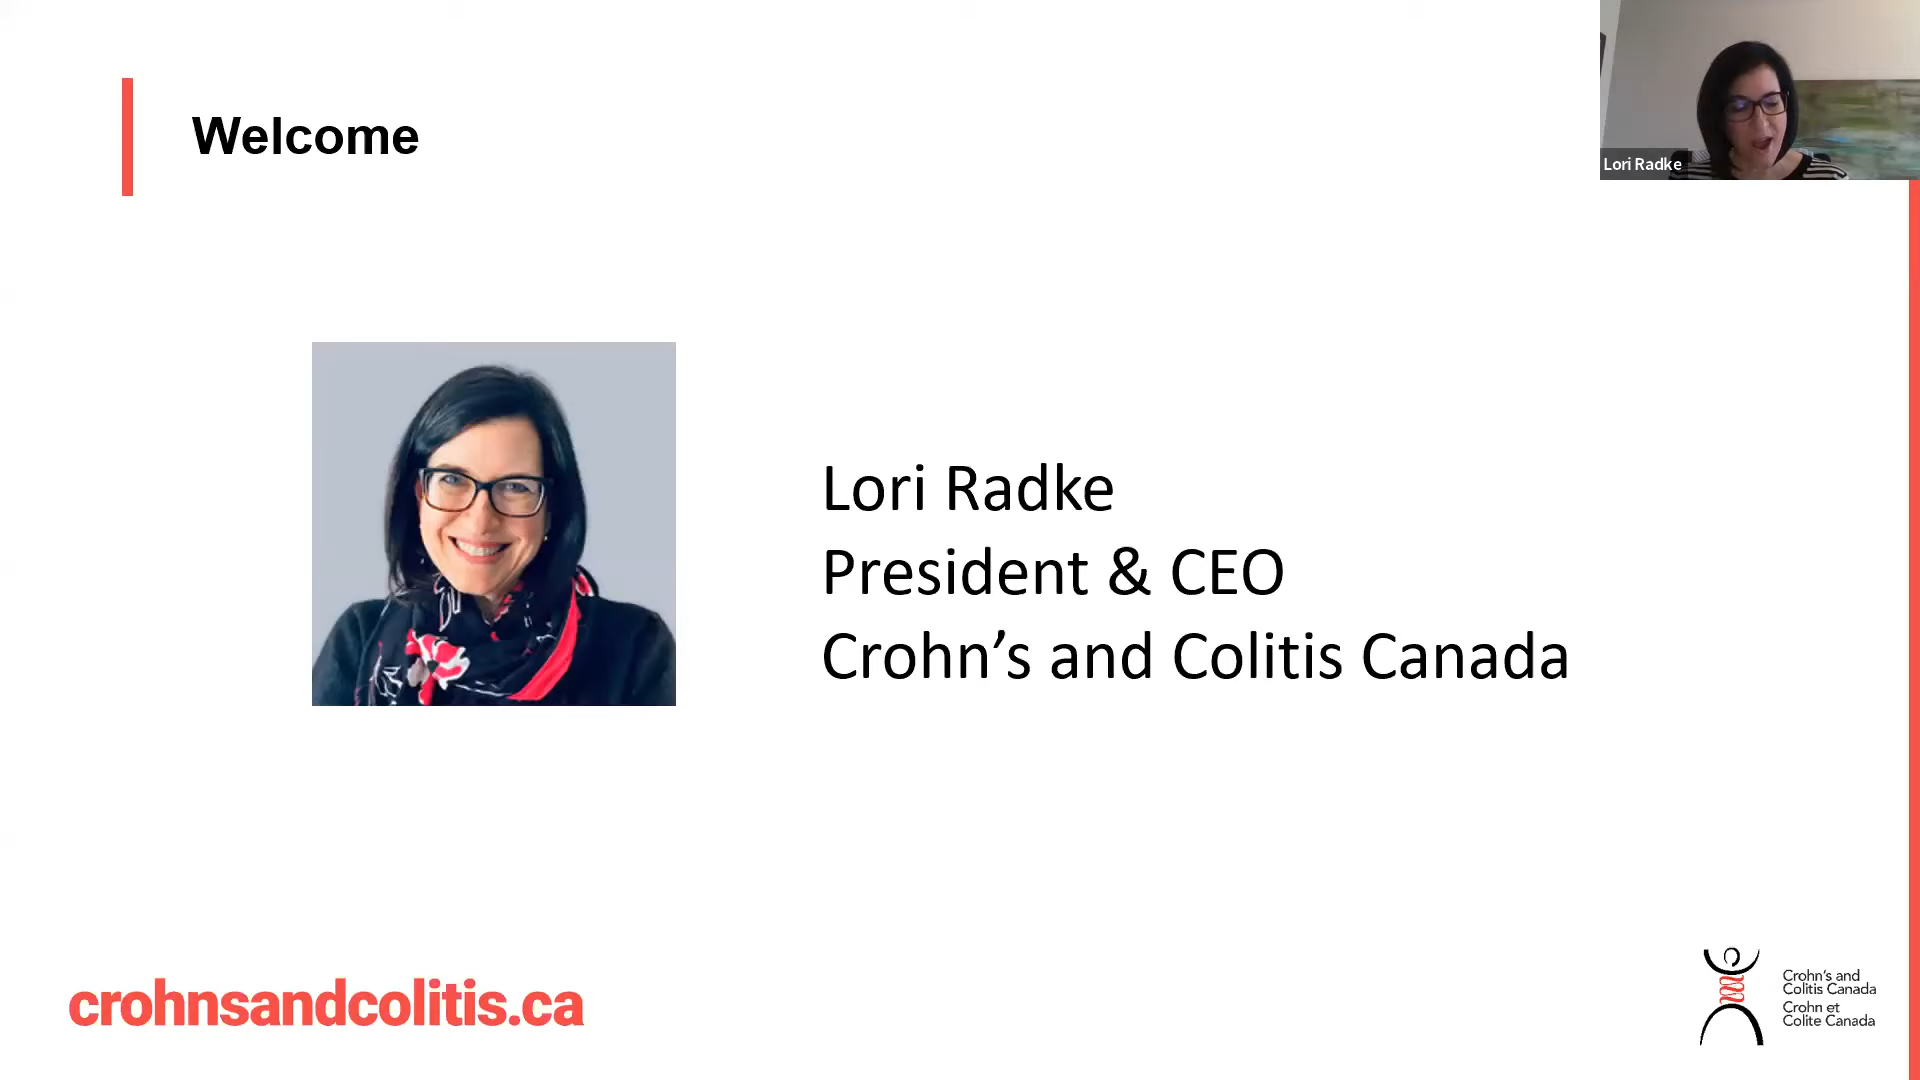 Welcome
Lori Radke
Lori Radke
President & CEO
Crohn’s and Colitis Canada
crohnsandcolitis.ca
Crohn's and
Colitis Canada
Crohn et
Colite Canada